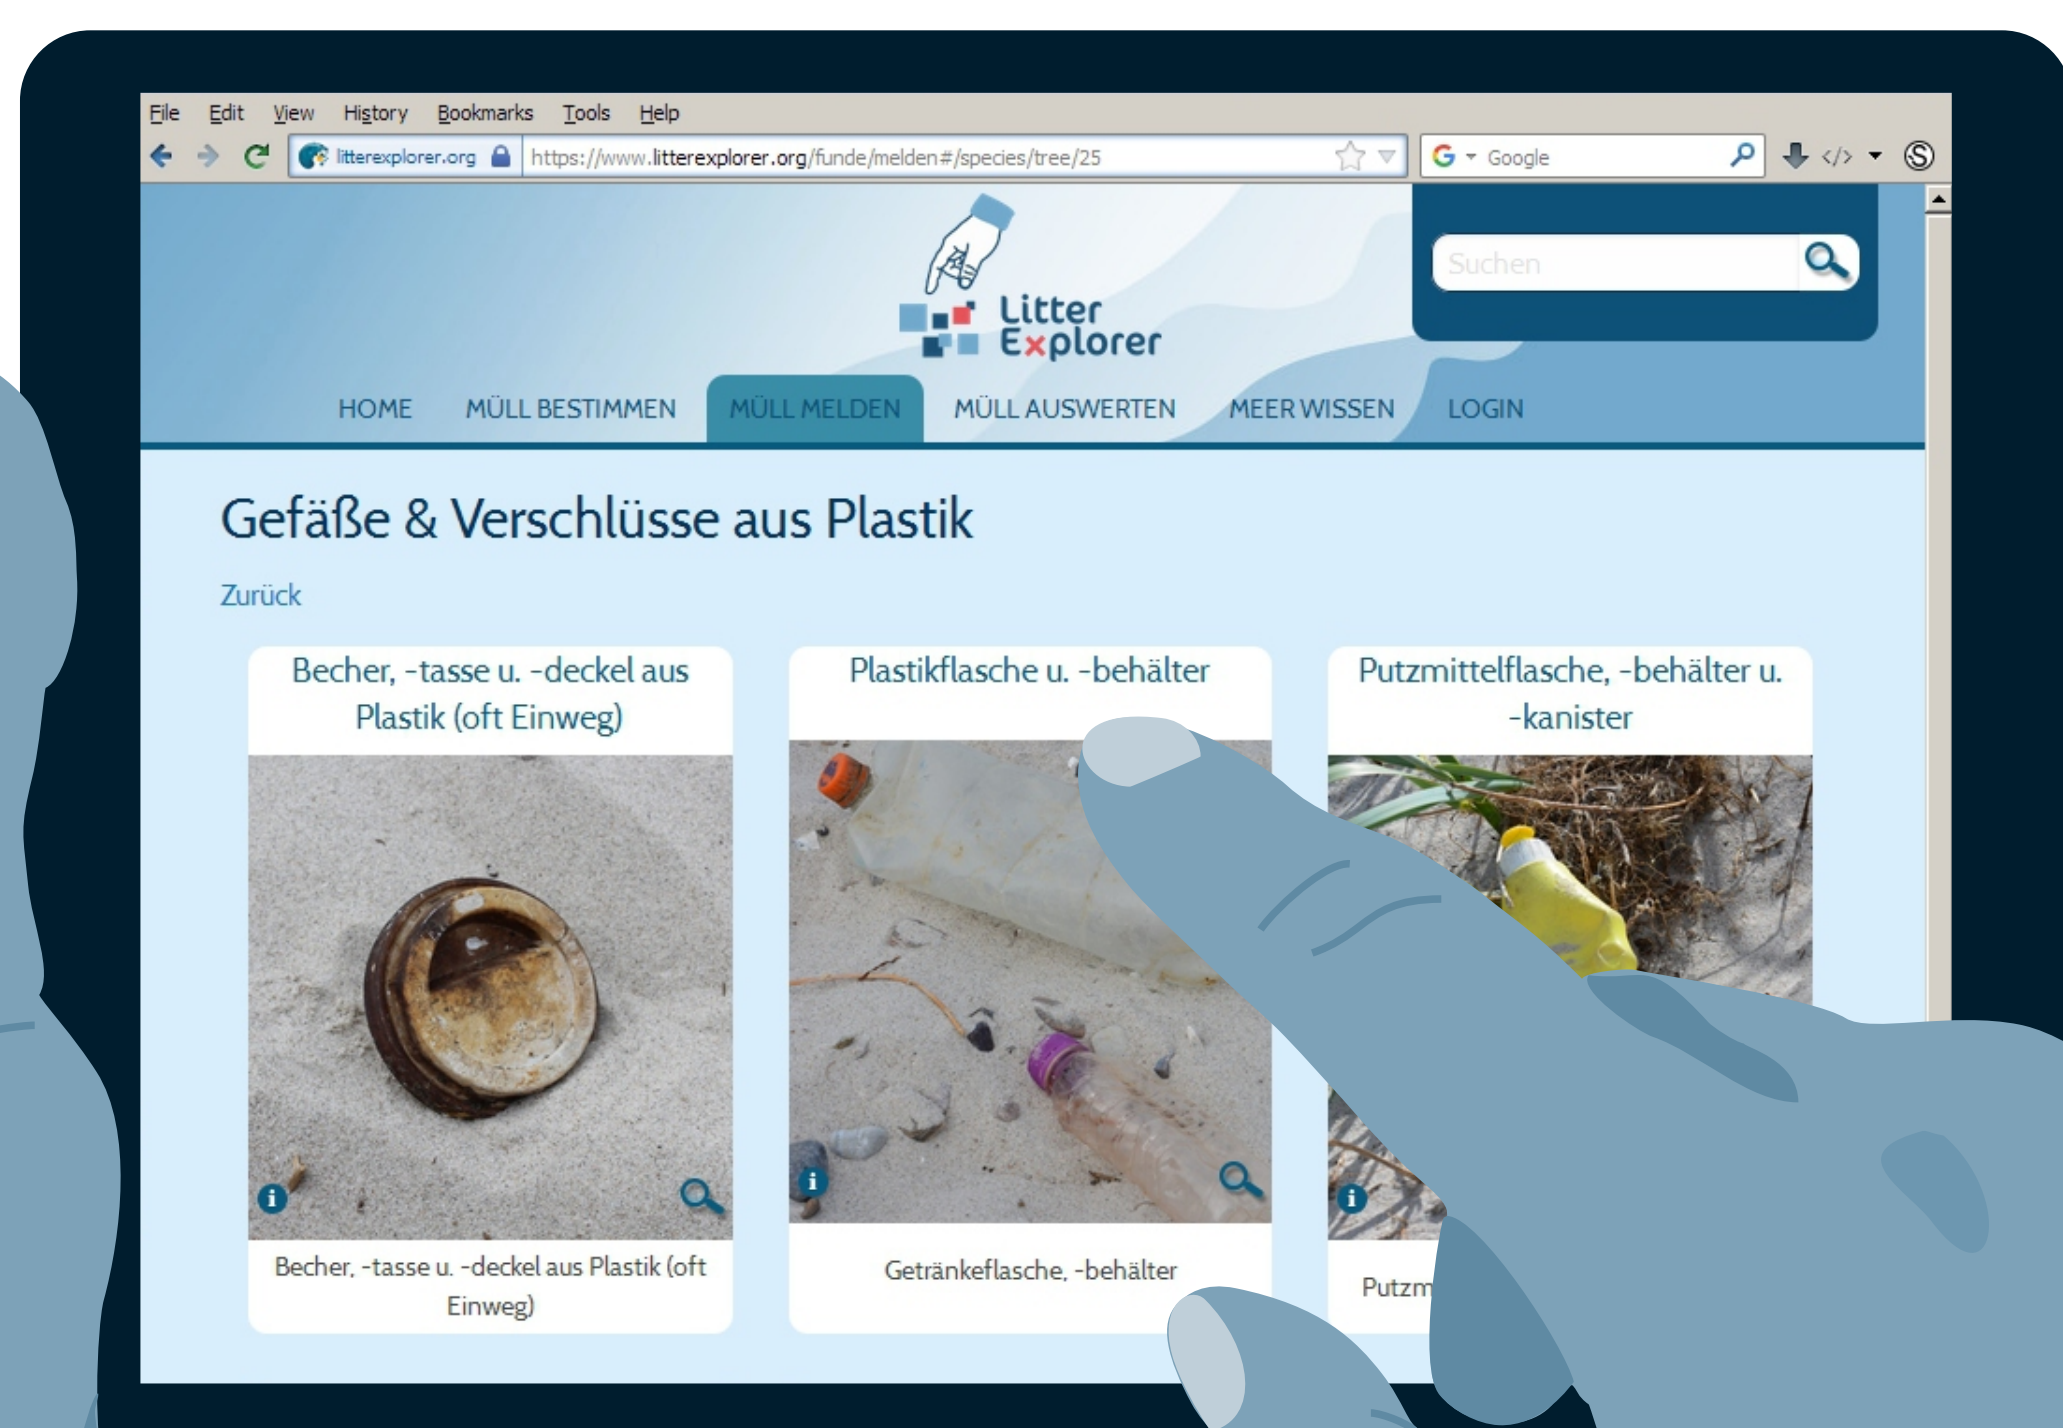 File Edit View History Bookmarks Tools Help
litterexplorer.org https://www.litterexplorer.org/funde/melden#/species/tree/25 Google </> S
Suchen
Litter
Explorer
HOME MÜLL BESTIMMEN MÜLL MELDEN MÜLL AUSWERTEN MEER WISSEN LOGIN
Gefäße & Verschlüsse aus Plastik
Zurück
Becher, -tasse u. -deckel aus
Plastik (oft Einweg)
i
Becher, -tasse u. -deckel aus Plastik (oft
Einweg)
Plastikflasche u. -behälter
i
Getränkeflasche, -behälter
Putzmittelflasche, -behälter u.
-kanister
i
Putzm